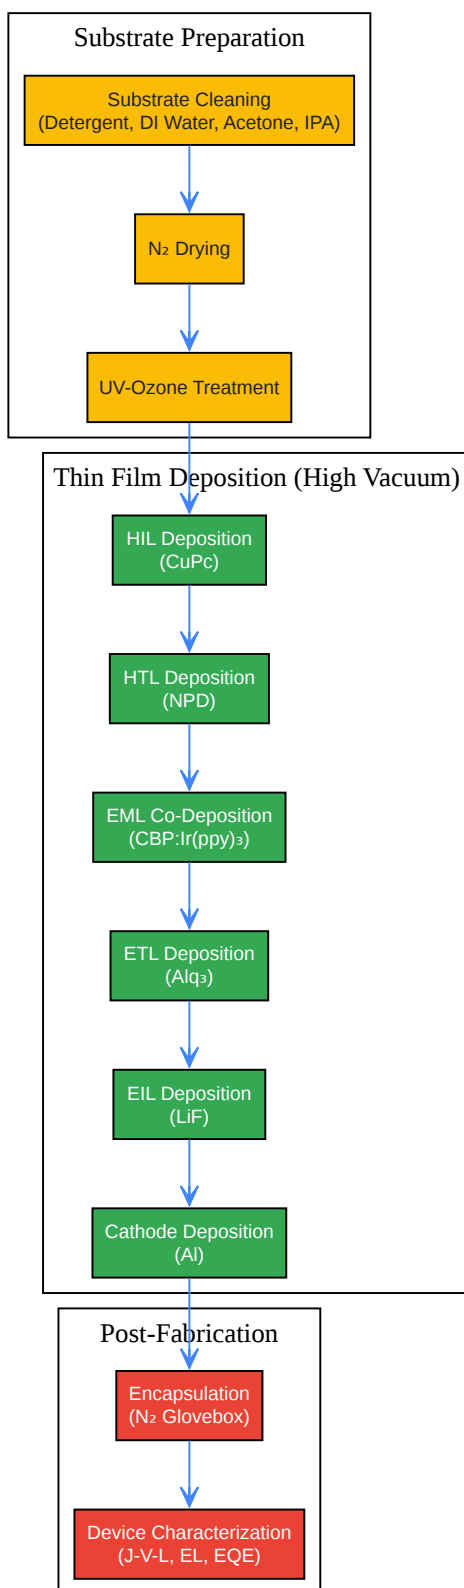 Substrate Preparation
Substrate Cleaning
(Detergent, DI Water, Acetone, IPA)
N₂ Drying
UV-Ozone Treatment
Thin Film Deposition (High Vacuum)
HIL Deposition
(CuPc)
HTL Deposition
(NPD)
EML Co-Deposition
(CBP:Ir(ppy)₃)
ETL Deposition
(Alq₃)
EIL Deposition
(LiF)
Cathode Deposition
(Al)
Post-Fabrication
Encapsulation
(N₂ Glovebox)
Device Characterization
(J-V-L, EL, EQE)